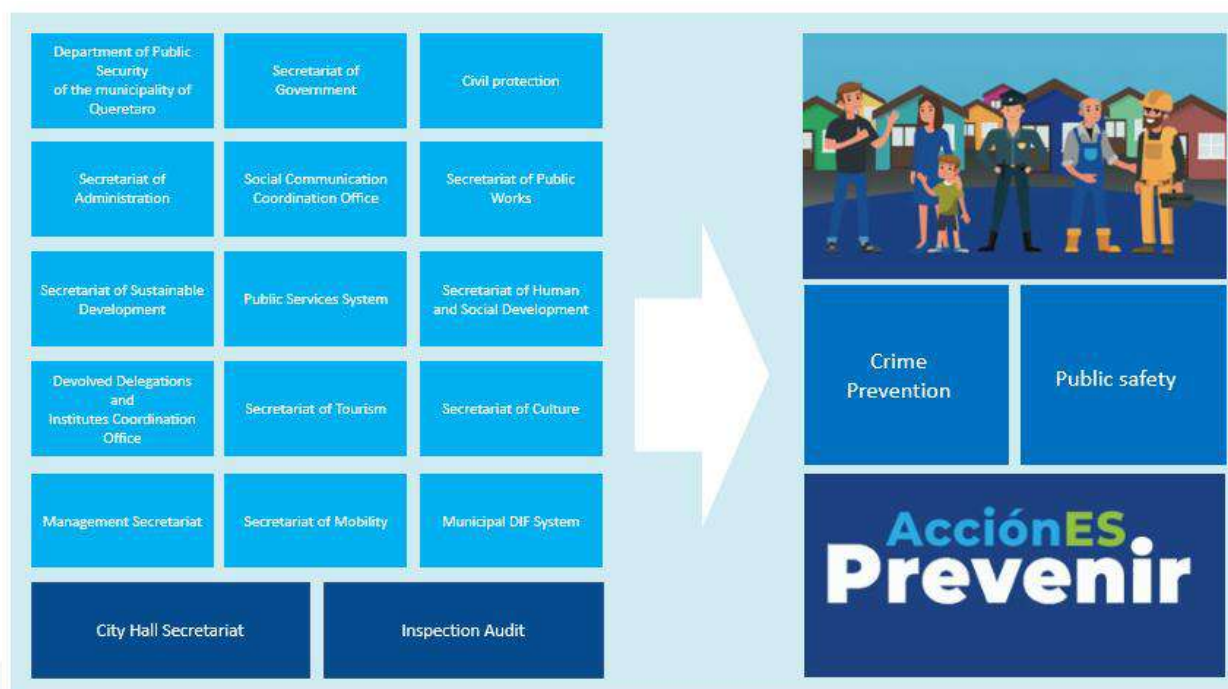 Department of Public
Security
of the municipality of
Queretaro
Secretariat of
Government
Civil protection
Secretariat of
Administration
Social Communication
Coordination Office
Secretariat of Public
Works
Secretariat of Sustainable
Development
Public Services System
Secretariat of Human
and Social Development
Devolved Delegations
and
Institutes Coordination
Office
Secretariat of Tourism
Secretariat of Culture
Management Secretariat
Secretariat of Mobility
Municipal DIF System
City Hall Secretariat
Inspection Audit
Crime
Prevention
Public safety
AcciónES
Prevenir